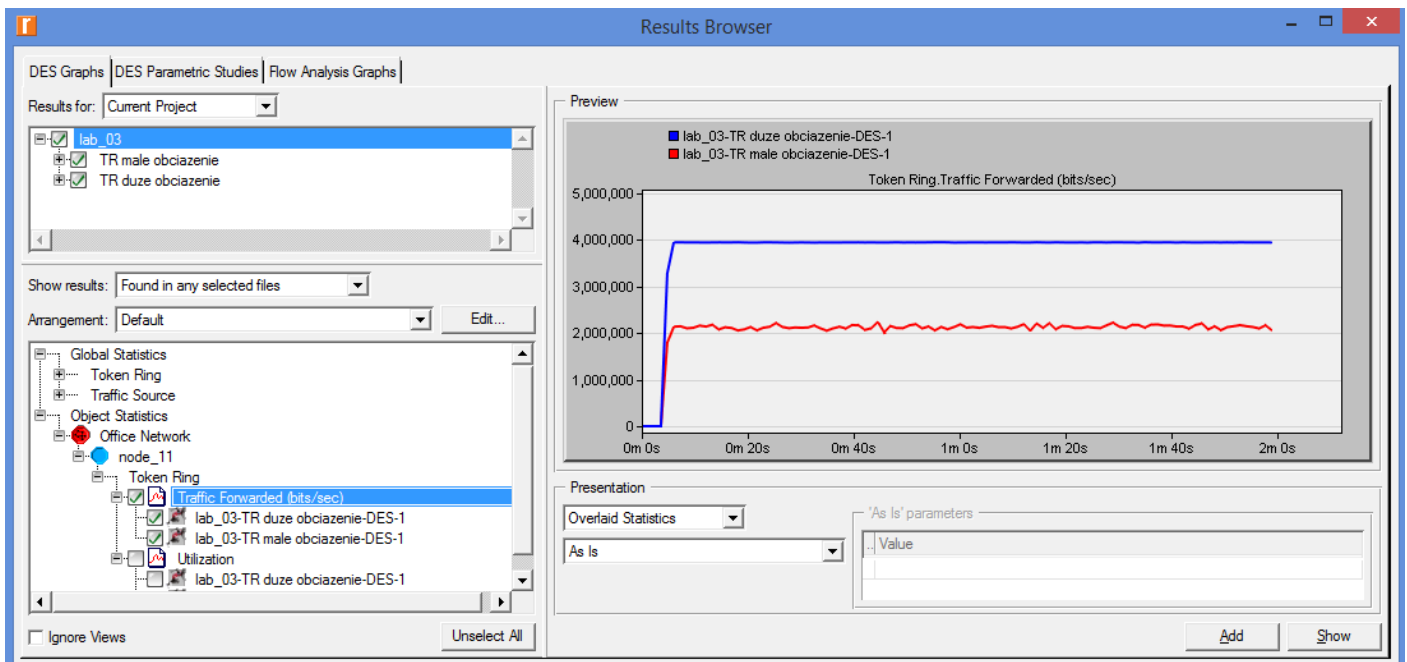 r
Results Browser
DES Graphs DES Parametric Studies Flow Analysis Graphs
Results for: Current Project
lab_03
TR male obciazenie
TR duze obciazenie
Show results: Found in any selected files
Arrangement: Default Edit...
Global Statistics
Token Ring
Traffic Source
Object Statistics
Office Network
node_11
Token Ring
Traffic Forwarded (bits/sec)
lab_03-TR duze obciazenie-DES-1
lab_03-TR male obciazenie-DES-1
Utilization
lab_03-TR duze obciazenie-DES-1
Ignore Views Unselect All
Preview
lab_03-TR duze obciazenie-DES-1
lab_03-TR male obciazenie-DES-1
Token Ring.Traffic Forwarded (bits/sec)
5,000,000
4,000,000
3,000,000
2,000,000
1,000,000
0
0m 0s 0m 20s 0m 40s 1m 0s 1m 20s 1m 40s 2m 0s
Presentation
Overlaid Statistics
As Is
'As Is' parameters
.. Value
Add Show